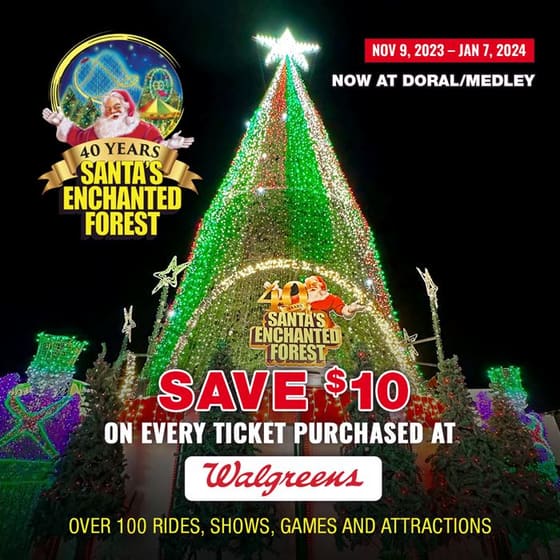 NOV 9, 2023 – JAN 7, 2024
NOW AT DORAL/MEDLEY
40 YEARS
SANTA'S
ENCHANTED
FOREST
40
YEARS
SANTA'S
ENCHANTED
FOREST
SAVE $10
ON EVERY TICKET PURCHASED AT
Walgreens
OVER 100 RIDES, SHOWS, GAMES AND ATTRACTIONS